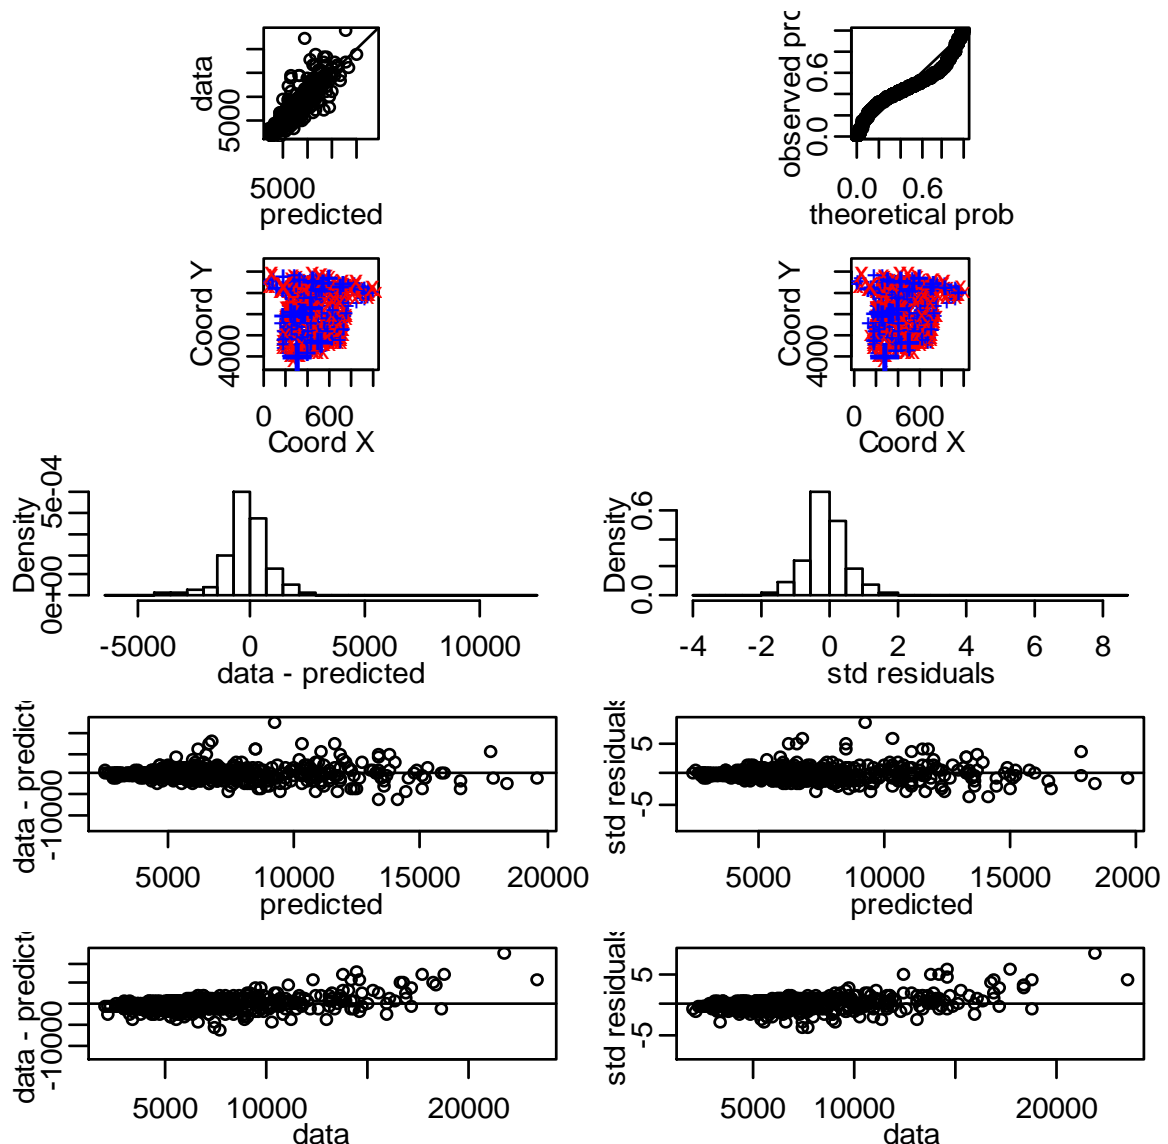 data
5000
5000
predicted
observed pro
0.0 0.6
0.0 0.6
theoretical prob
Coord Y
4000
0 600
Coord X
Coord Y
4000
0 600
Coord X
Density
0e+00 5e-04
-5000 0 5000 10000
data - predicted
Density
0.0 0.6
-4 -2 0 2 4 6 8
std residuals
data - predicte
-10000
5000 10000 15000 20000
predicted
std residuals
-5 5
5000 10000 15000 2000
predicted
data - predicte
-10000
5000 10000 20000
data
std residuals
-5 5
5000 10000 20000
data